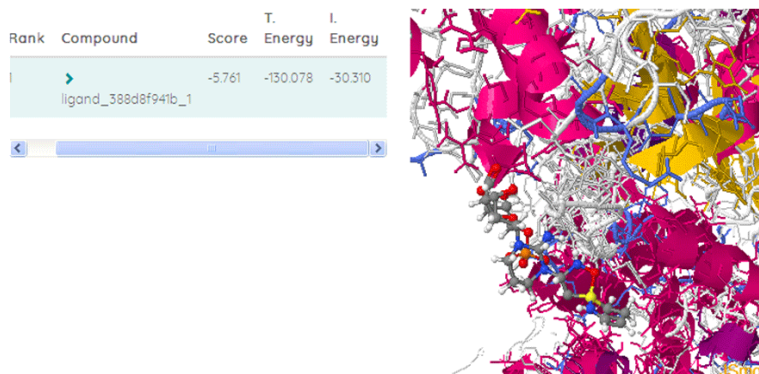 T. I.
Rank Compound Score Energy Energy
-5.761 -130.078 -30.310
ligand_388d8f941b_1